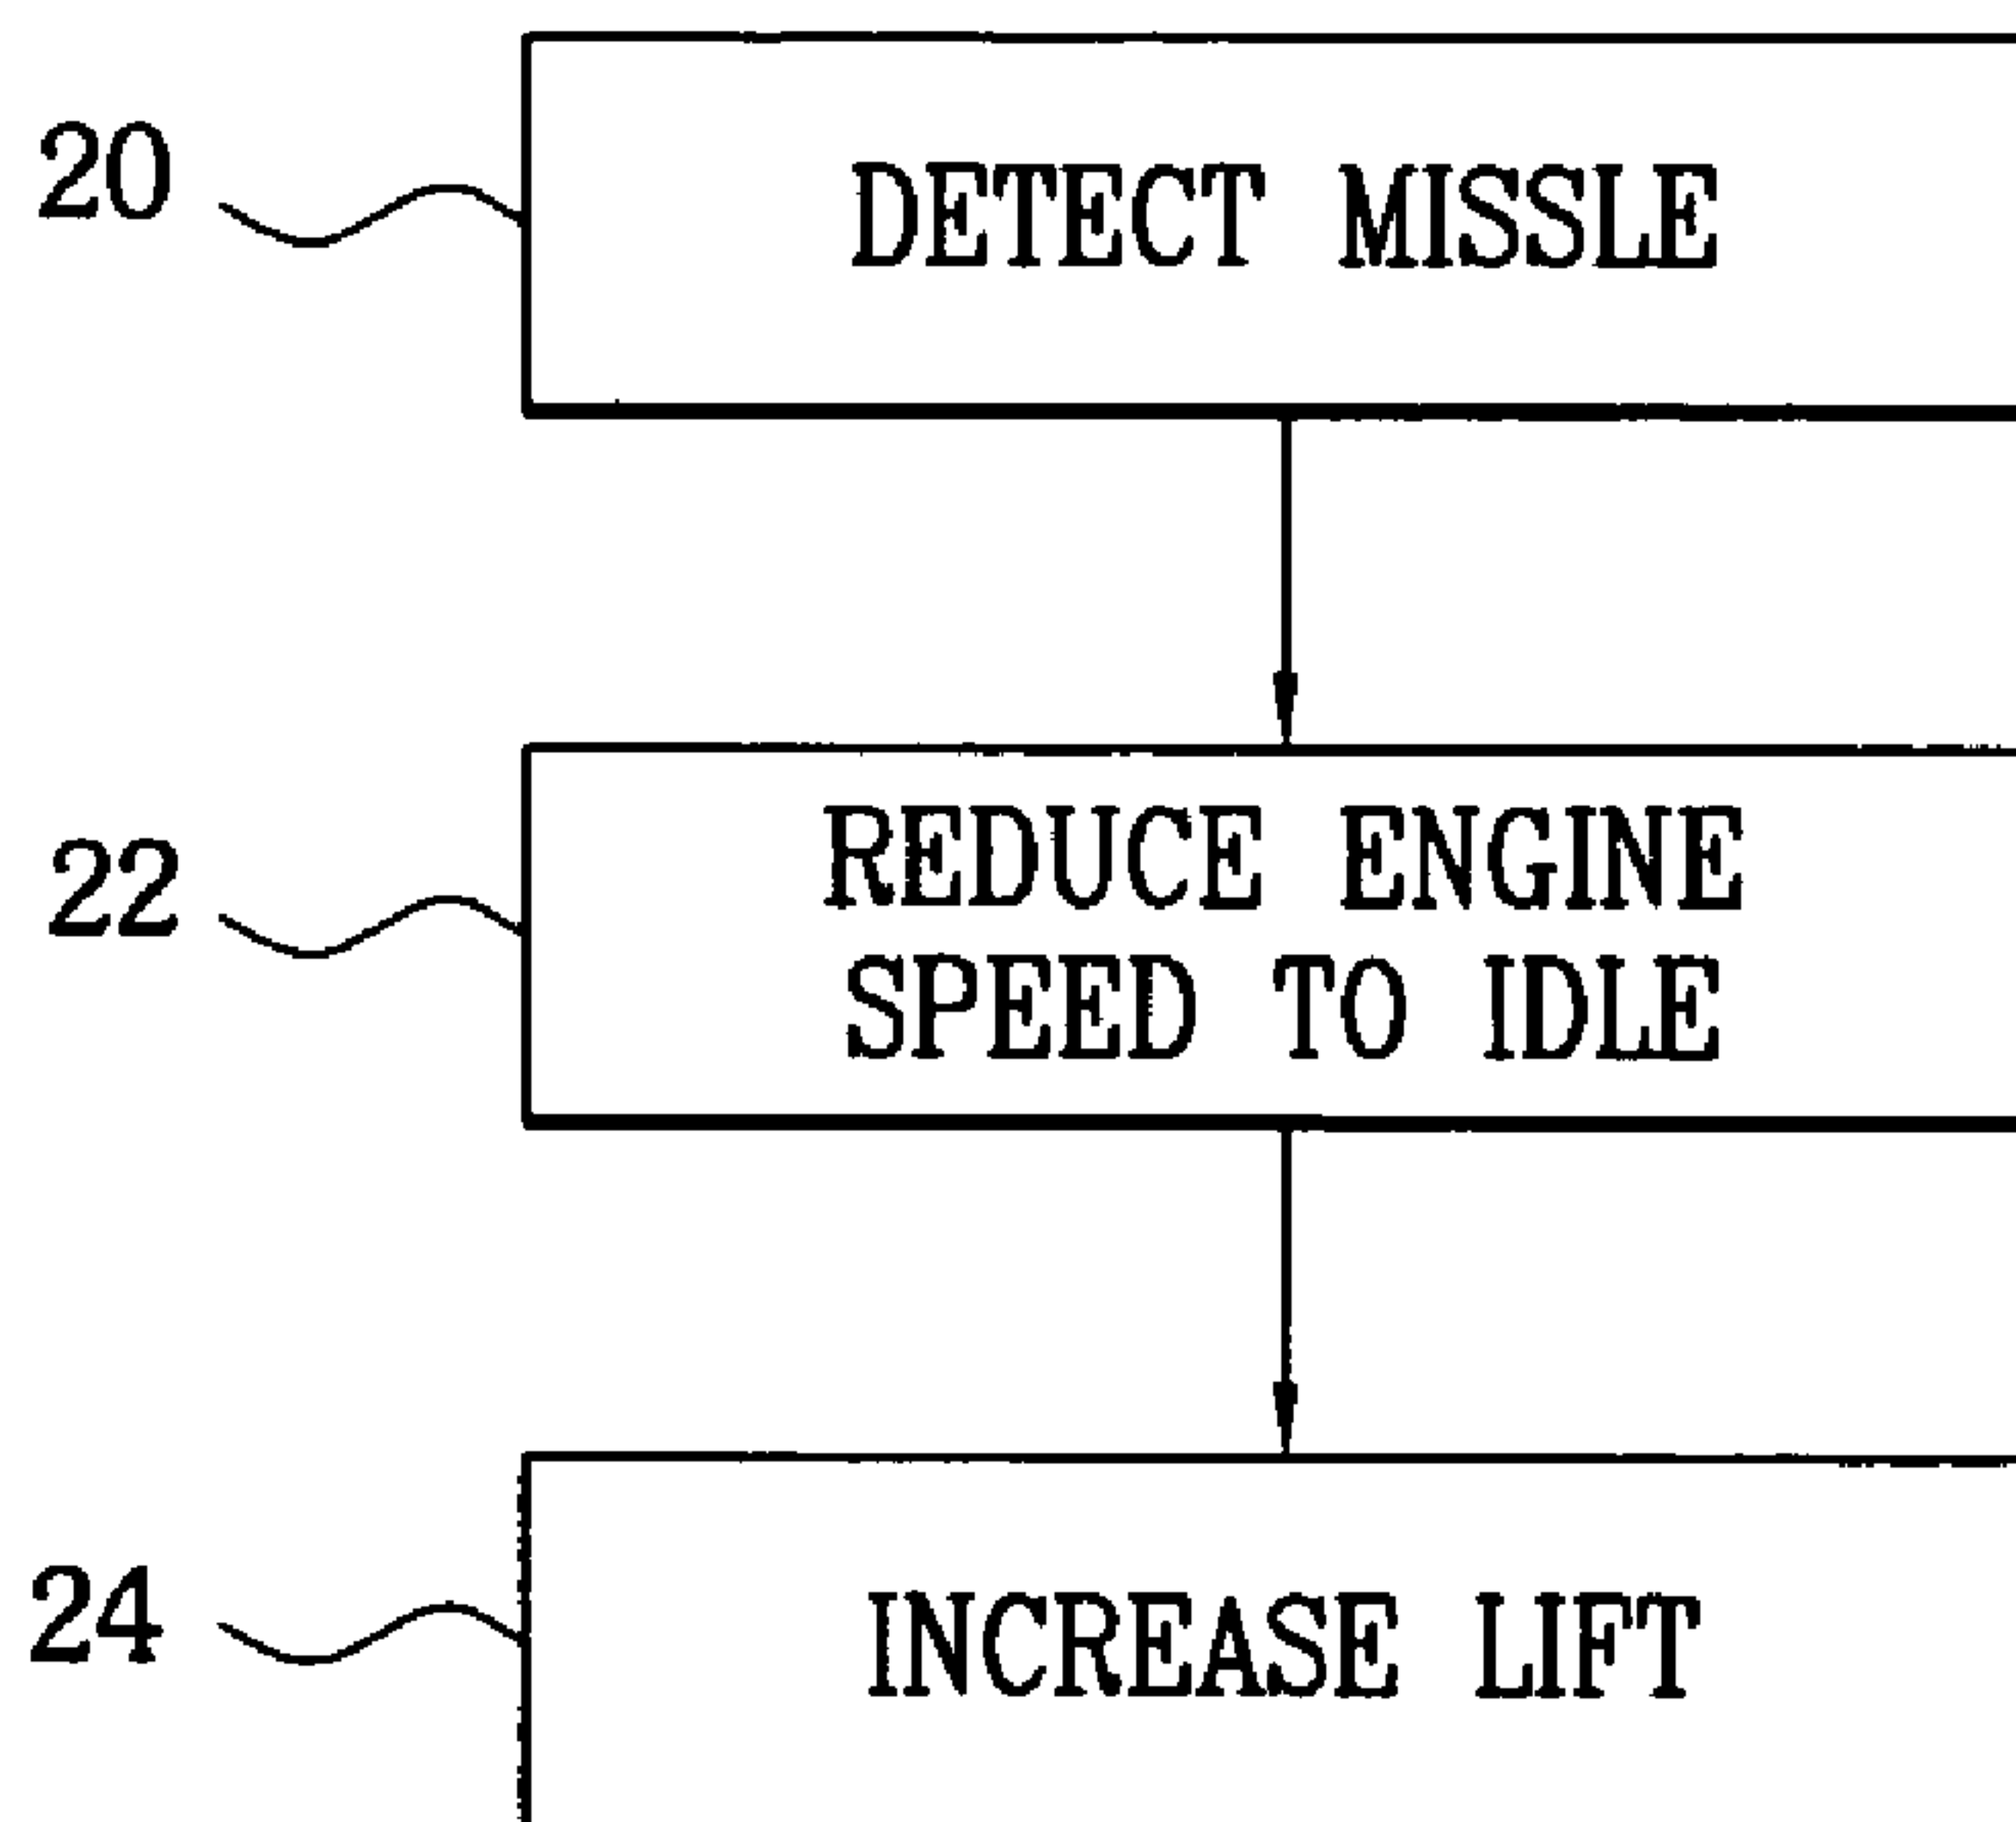 20
DETECT MISSLE
22
REDUCE ENGINE
SPEED TO IDLE
24
INCREASE LIFT